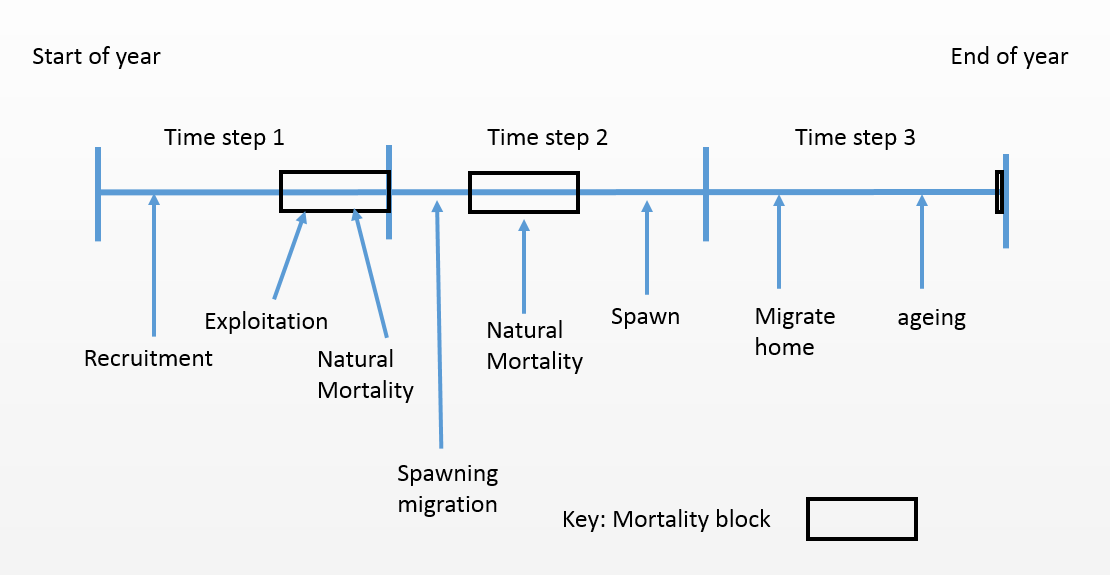 Start of year
End of year
Time step 1
Time step 2
Time step 3
Exploitation
Recruitment
Natural
Mortality
Spawning
migration
Natural
Mortality
Spawn
Migrate
home
ageing
Key: Mortality block